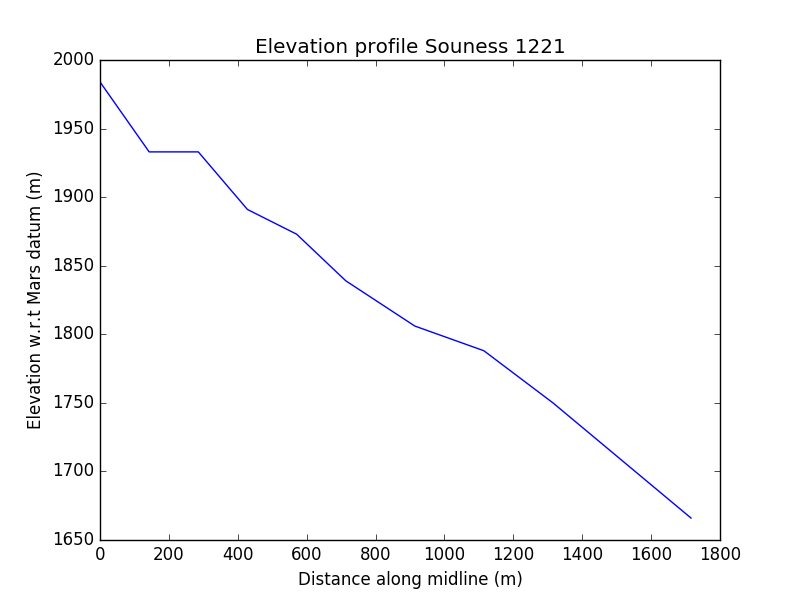 Elevation profile Souness 1221
2000
1950
1900
1850
1800
1750
1700
1650
Elevation w.r.t Mars datum (m)
0 200 400 600 800 1000 1200 1400 1600 1800
Distance along midline (m)